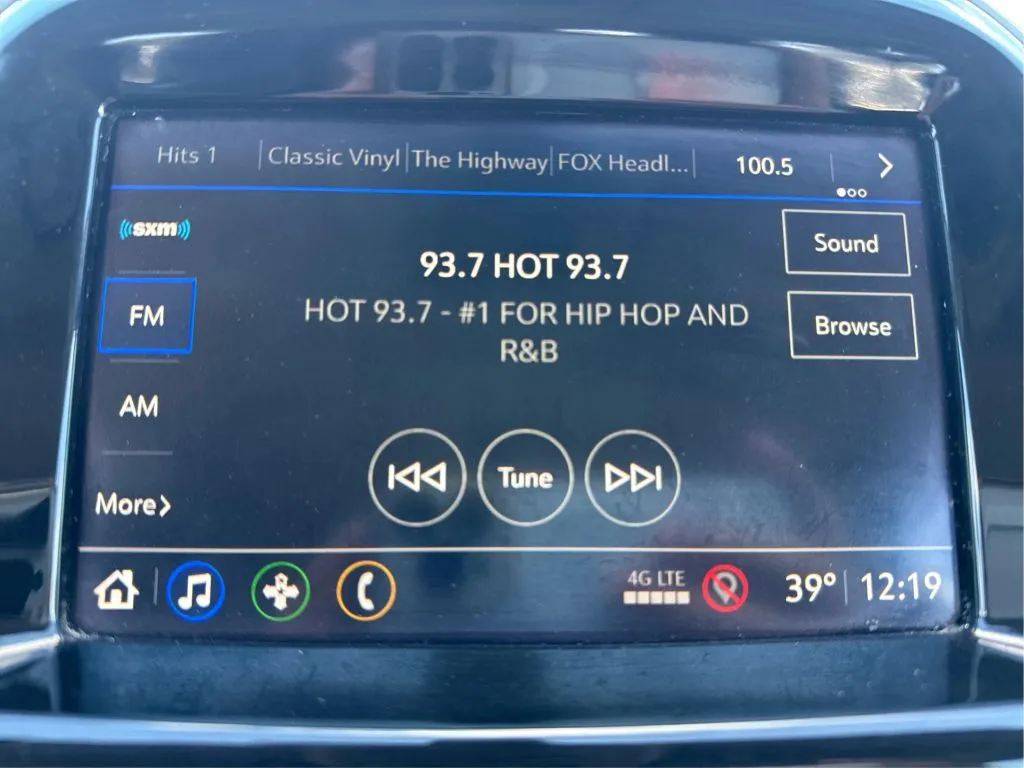 Hits 1 Classic Vinyl The Highway FOX Headl... 100.5
((sxm))
Sound
93.7 HOT 93.7
FM
HOT 93.7 - #1 FOR HIP HOP AND
R&B
Browse
AM
Tune
More
4G LTE
39° 12:19